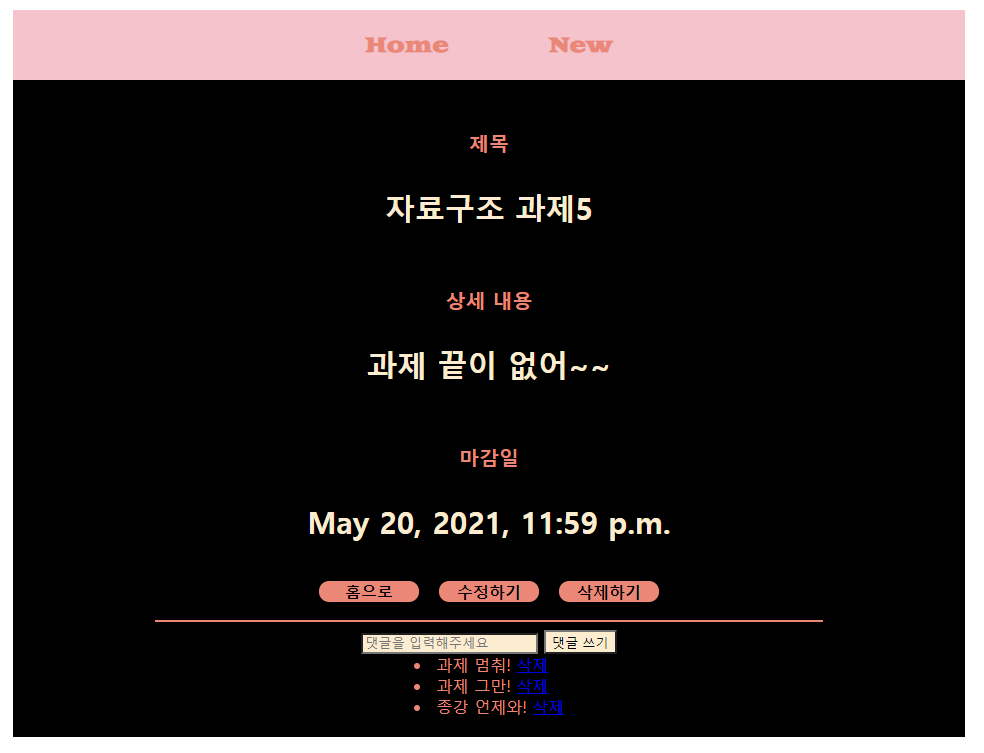 Home New
제목
자료구조 과제5
상세 내용
과제 끝이 없어~~
마감일
May 20, 2021, 11:59 p.m.
홈으로 수정하기 삭제하기
댓글을 입력해주세요 댓글 쓰기
과제 멈춰! 삭제
과제 그만! 삭제
종강 언제와! 삭제